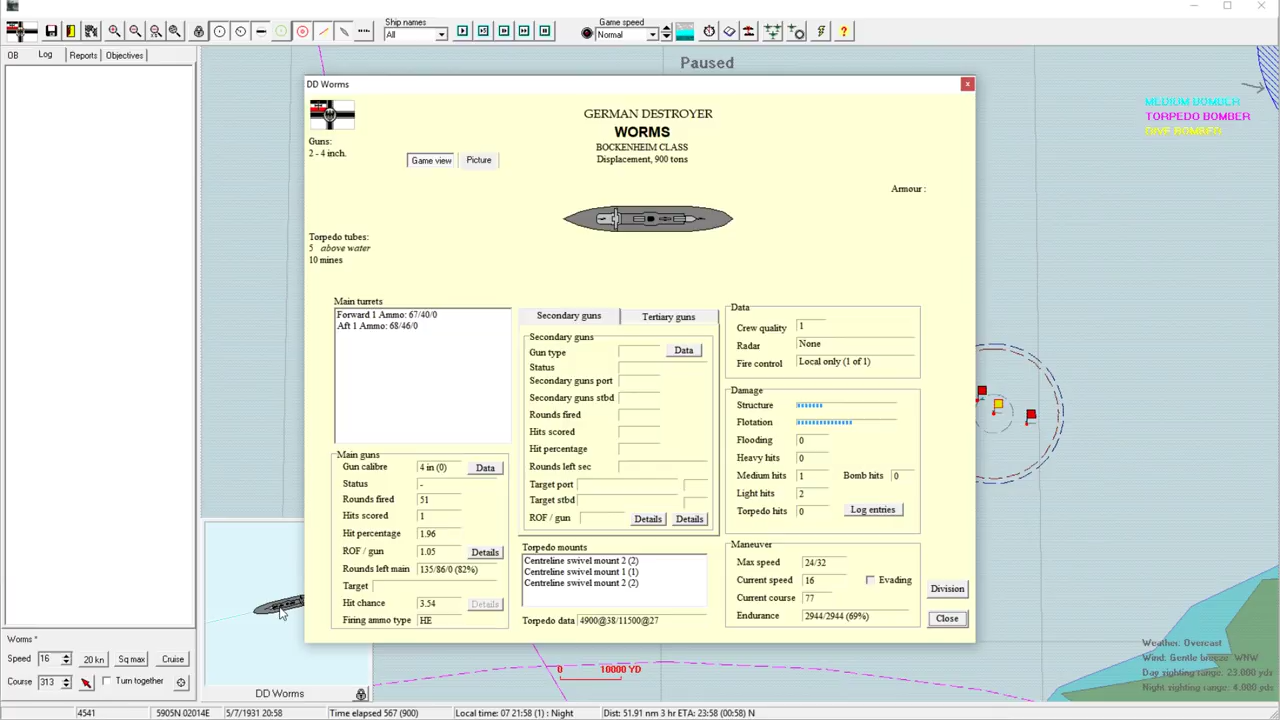 Ship names
All
Game speed
Normal
OB
Log
Reports
Objectives
Paused
MEDIUM BOMBER
TORPEDO BOMBER
DIVE BOMBER
DD Worms
x
GERMAN DESTROYER
WORMS
BOCKENHEIM CLASS
Displacement, 900 tons
Guns:
2 - 4 inch.
Game view
Picture
Armour :
Torpedo tubes:
5 above water
10 mines
Main turrets
Forward 1 Ammo: 67/40/0
Aft 1 Ammo: 68/46/0
Secondary guns
Tertiary guns
Secondary guns
Gun type
Data
Status
Secondary guns port
Secondary guns stbd
Rounds fired
Hits scored
Hit percentage
Rounds left sec
Target port
Target stbd
ROF / gun
Details
Details
Data
Crew quality 1
Radar None
Fire control Local only (1 of 1)
Damage
Structure
Flotation
Flooding 0
Heavy hits 0
Medium hits 1 Bomb hits 0
Light hits 2
Torpedo hits 0
Log entries
Main guns
Gun calibre 4 in (0) Data
Status -
Rounds fired 51
Hits scored 1
Hit percentage 1.96
ROF / gun 1.05 Details
Rounds left main 135/86/0 (82%)
Target
Hit chance 3.54 Details
Firing ammo type HE
Torpedo mounts
Centreline swivel mount 2 (2)
Centreline swivel mount 1 (1)
Centreline swivel mount 2 (2)
Torpedo data 4900@38/11500@27
Maneuver
Max speed 24/32
Current speed 16 Evading
Current course 77
Endurance 2944/2944 (69%)
Division
Close
Worms *
Speed 16 20 kn Sq max Cruise
Course 313 Turn together
DD Worms
0 10000 YD
Weather: Overcast
Wind: Gentle breeze WNW
Day sighting range: 23.000 yds
Night sighting range: 4.000 yds
4541
5905N 02014E
5/7/1931 20:58
Time elapsed 567 (900)
Local time: 07 21:58 (1) : Night
Dist: 51.91 nm 3 hr ETA: 23:58 (00:58) N